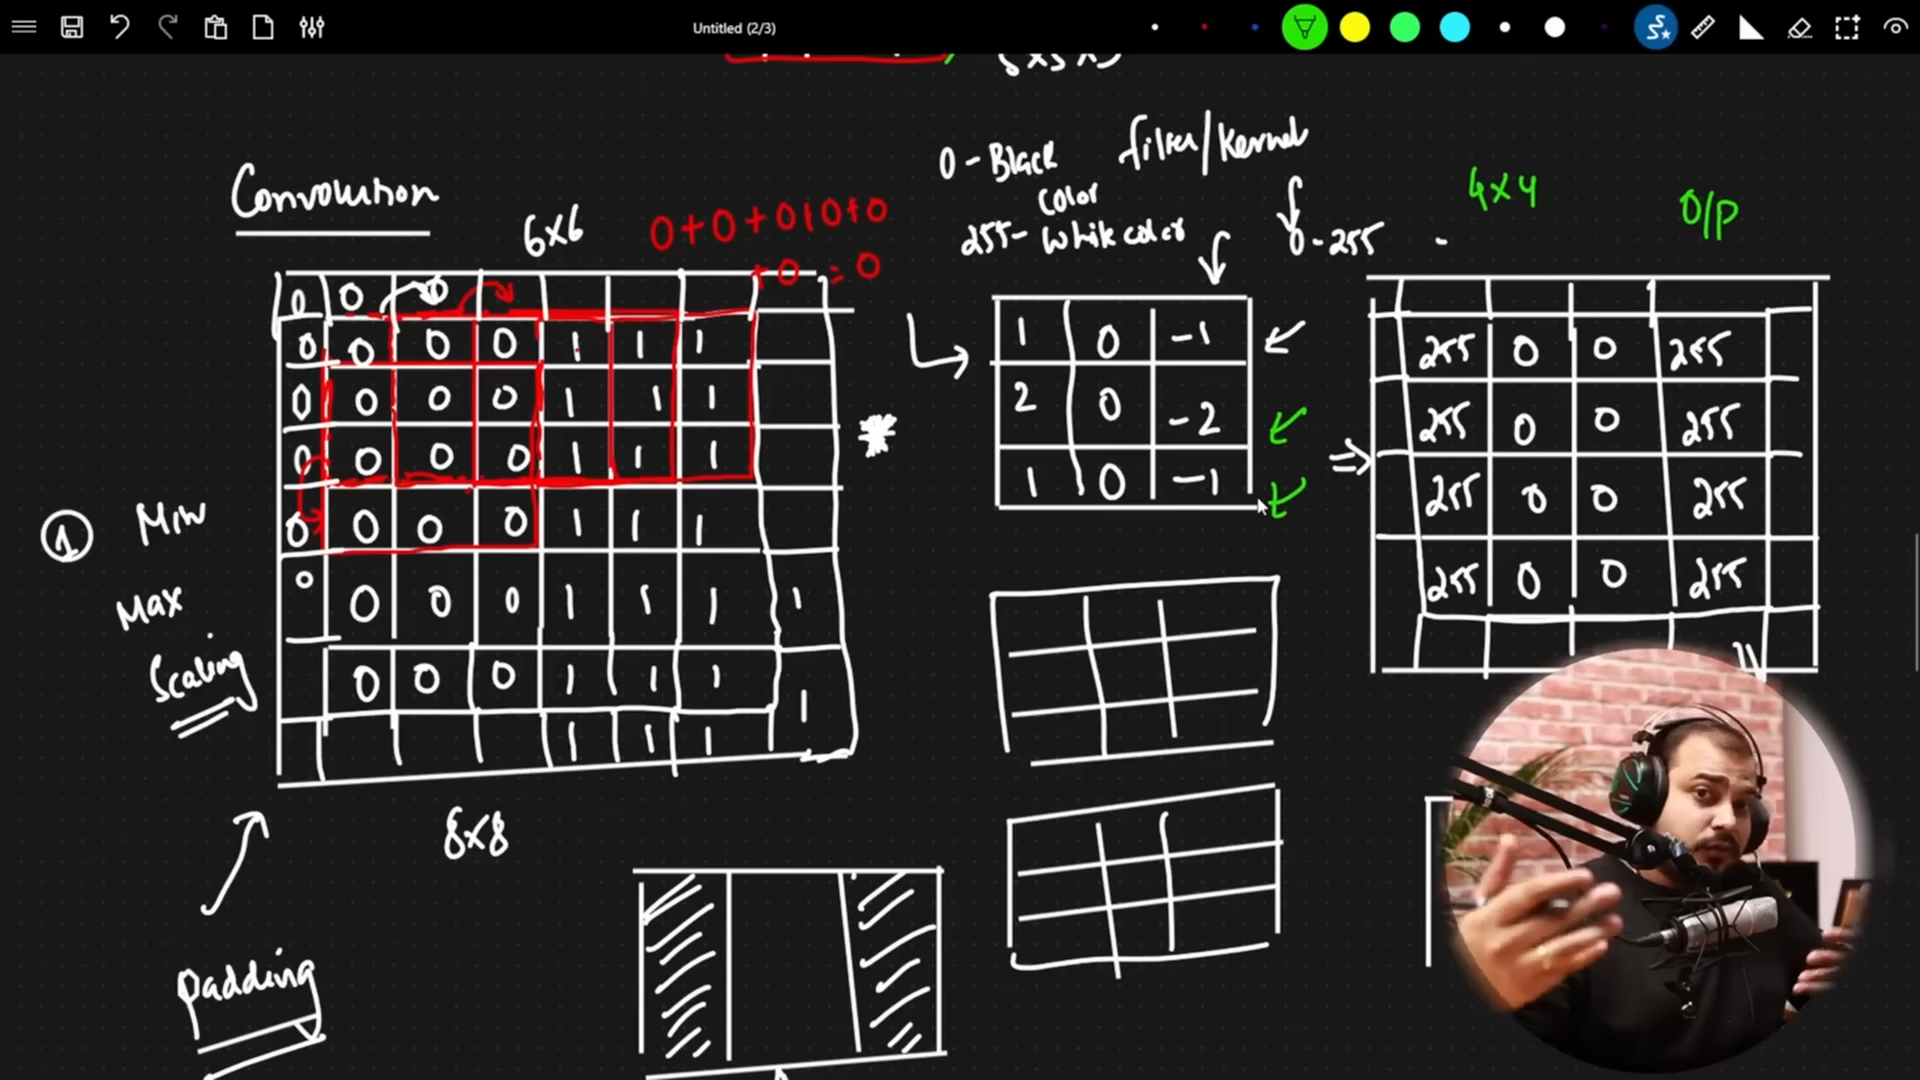 Untitled (2/3)
Convolution
6x6
0+0+0+0+0
+0 = 0
0 - Black
color
255 - White color
filter/kernel
0-255 -
4x4
O/P
0 0 0
0 0 0 0 1 1 1
0 0 0 0 1 1 1
0 0 0 0 1 1 1
0 0 0 0 1 1 1
0 0 0 0 1 1 1 1
0 0 0 1 1 1 1
1 1 1
8x8
*
1 0 -1
2 0 -2
1 0 -1
=>
255 0 0 255
255 0 0 255
255 0 0 255
255 0 0 255
1 Min
Max
Scaling
Padding